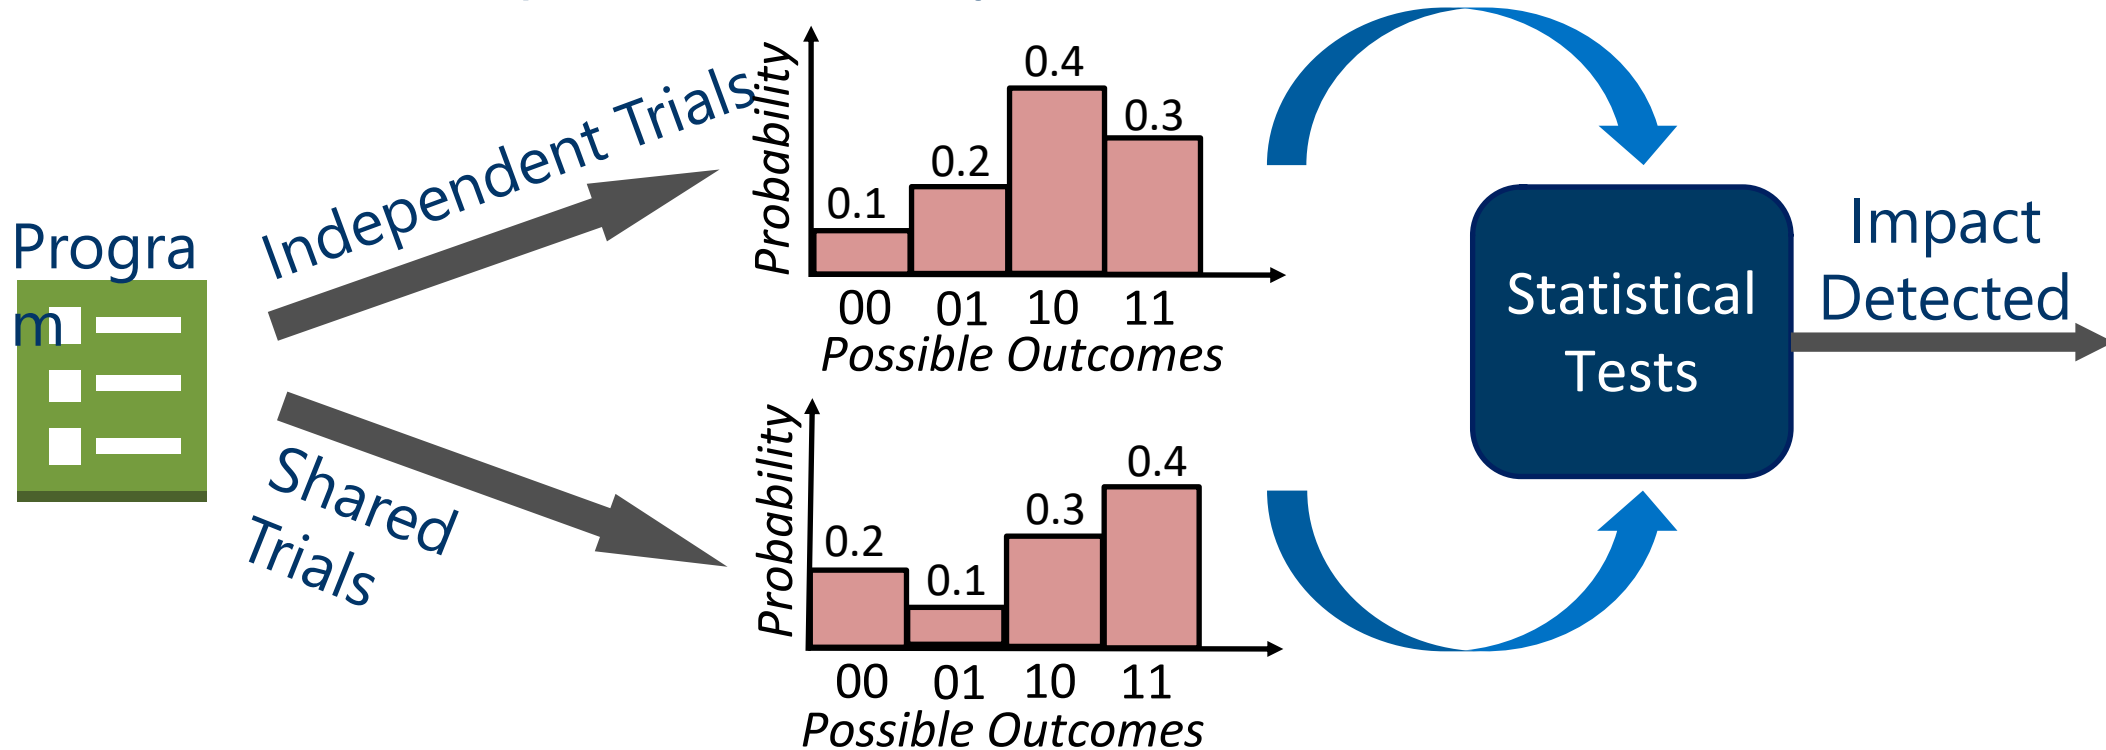 Progra
m
Independent Trials
Shared
Trials
Probability
0.1
0.2
0.4
0.3
00 01 10 11
Possible Outcomes
Probability
0.2
0.1
0.3
0.4
00 01 10 11
Possible Outcomes
Statistical
Tests
Impact
Detected